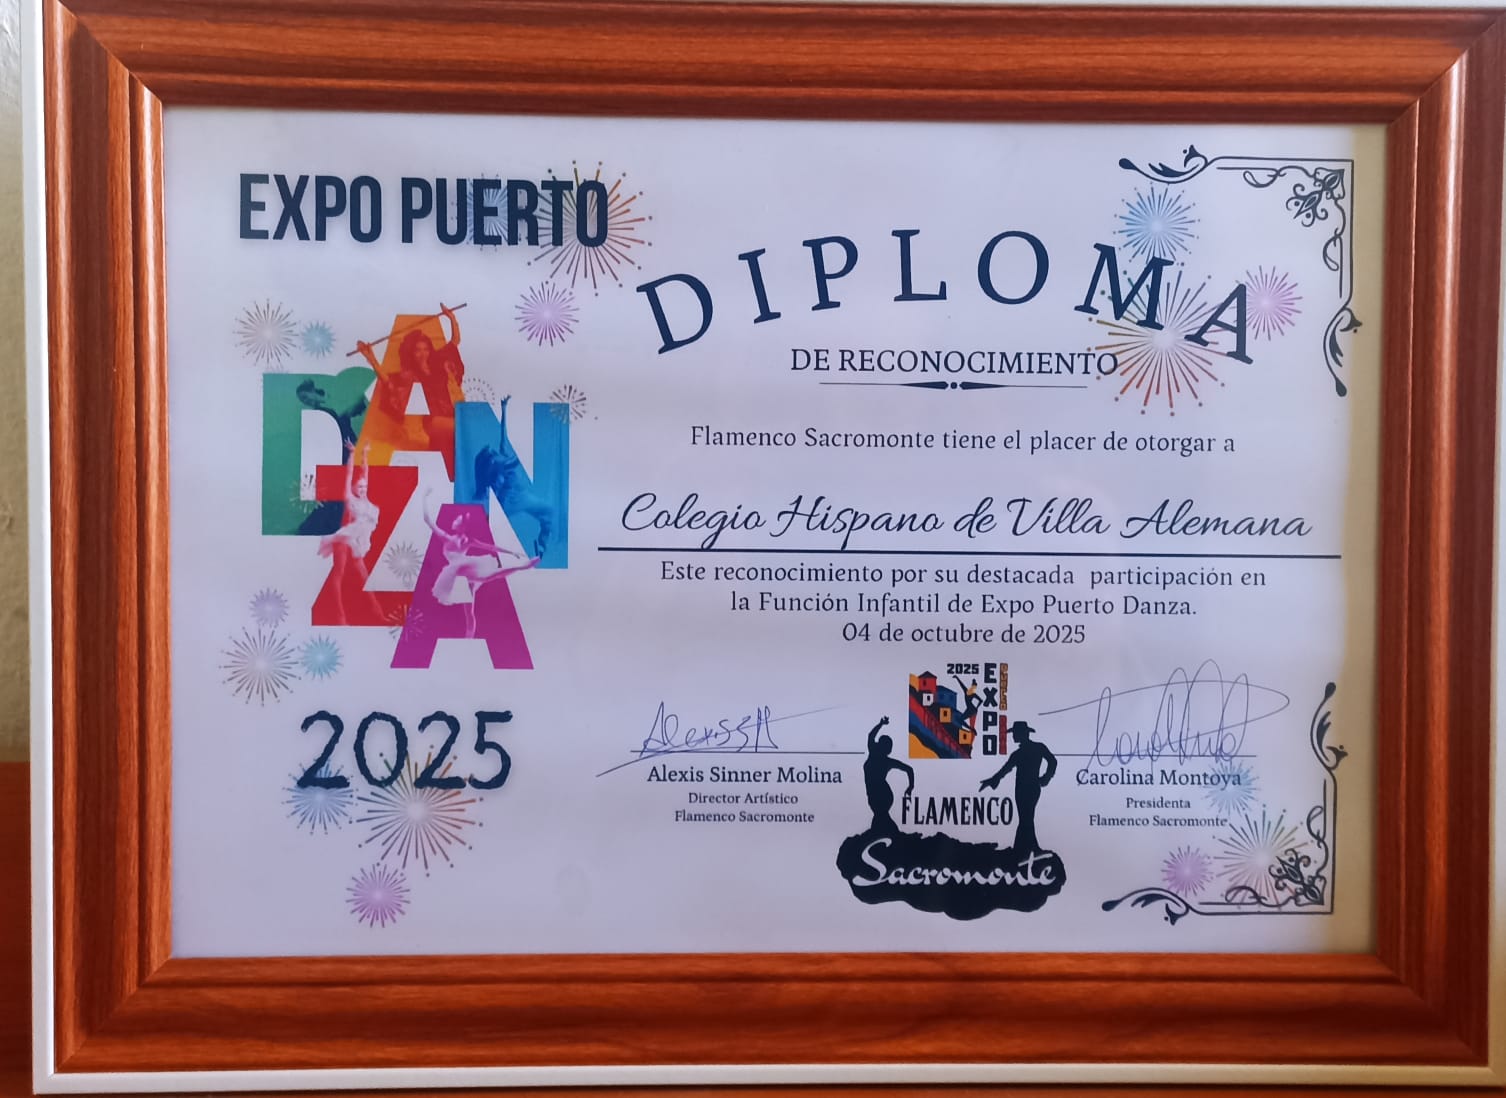 EXPO PUERTO
DANZA
2025
DIPLOMA
DE RECONOCIMIENTO
Flamenco Sacromonte tiene el placer de otorgar a
Colegio Hispano de Villa Alemana
Este reconocimiento por su destacada participación en
la Función Infantil de Expo Puerto Danza.
04 de octubre de 2025
Alexis Sinner Molina
Director Artístico
Flamenco Sacromonte
2025
EXPO
FLAMENCO
Sacromonte
Carolina Montoya
Presidenta
Flamenco Sacromonte